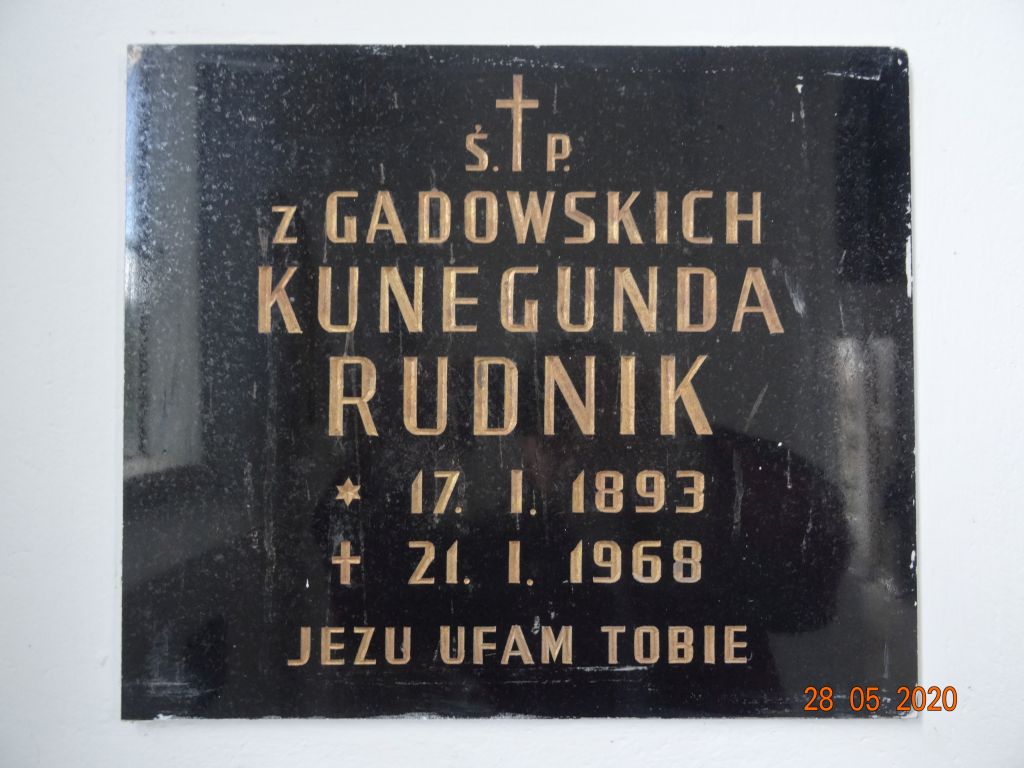 Ś. P.
Z GADOWSKICH
KUNEGUNDA
RUDNIK
* 17. I. 1893
✝ 21. I. 1968
JEZU UFAM TOBIE
28 05 2020